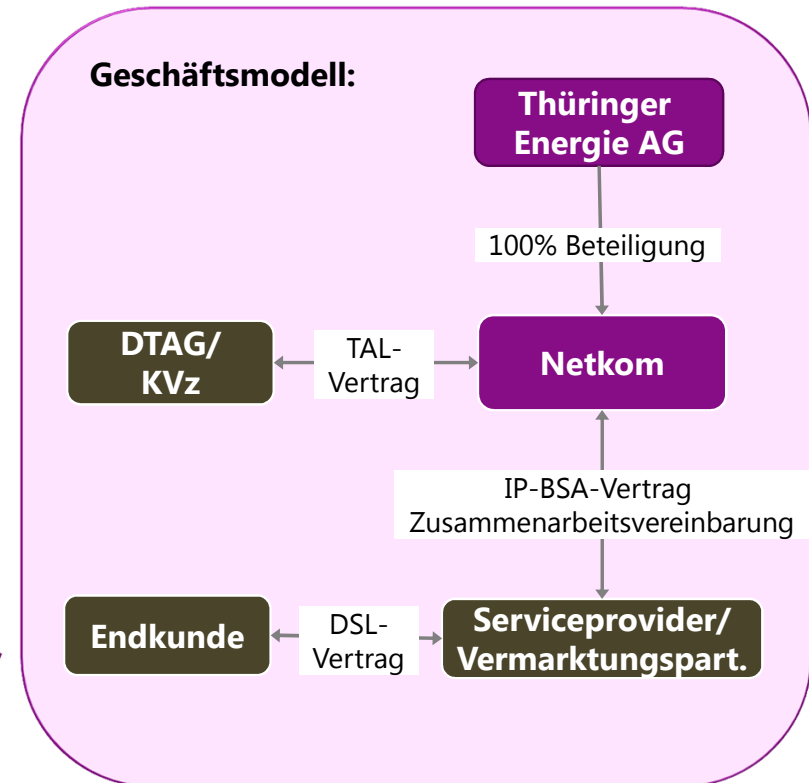 Geschäftsmodell:
Thüringer
Energie AG
100% Beteiligung
DTAG/
KVz
TAL-
Vertrag
Netkom
IP-BSA-Vertrag
Zusammenarbeitsvereinbarung
Endkunde
DSL-
Vertrag
Serviceprovider/
Vermarktungspart.